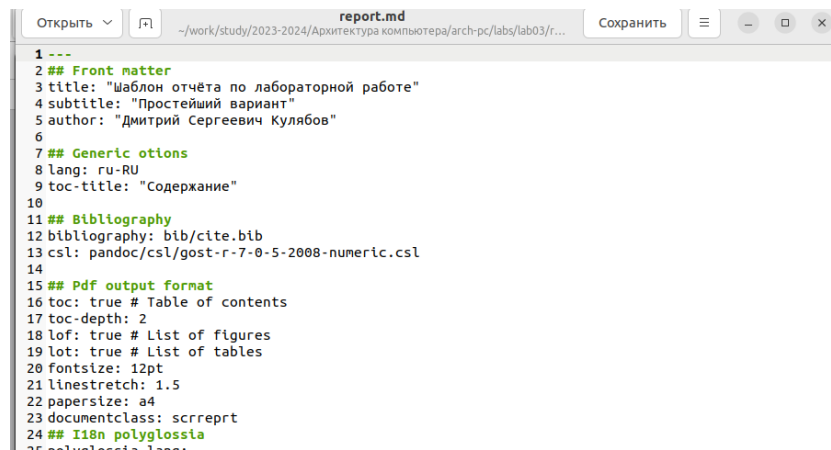 Открыть
report.md
~/work/study/2023-2024/Архитектура компьютера/arch-pc/labs/lab03/r...
Сохранить
1 ---
2 ## Front matter
3 title: "Шаблон отчёта по лабораторной работе"
4 subtitle: "Простейший вариант"
5 author: "Дмитрий Сергеевич Кулябов"
6
7 ## Generic otions
8 lang: ru-RU
9 toc-title: "Содержание"
10
11 ## Bibliography
12 bibliography: bib/cite.bib
13 csl: pandoc/csl/gost-r-7-0-5-2008-numeric.csl
14
15 ## Pdf output format
16 toc: true # Table of contents
17 toc-depth: 2
18 lof: true # List of figures
19 lot: true # List of tables
20 fontsize: 12pt
21 linestretch: 1.5
22 papersize: a4
23 documentclass: scrreprt
24 ## I18n polyglossia
25 polyglossia-lang: